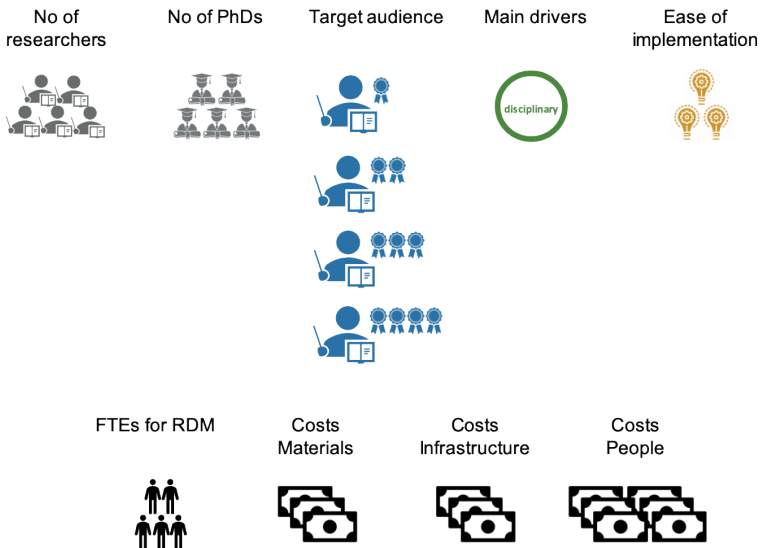 No of
researchers
No of PhDs
Target audience
Main drivers
Ease of
implementation
disciplinary
FTEs for RDM
Costs
Materials
Costs
Infrastructure
Costs
People